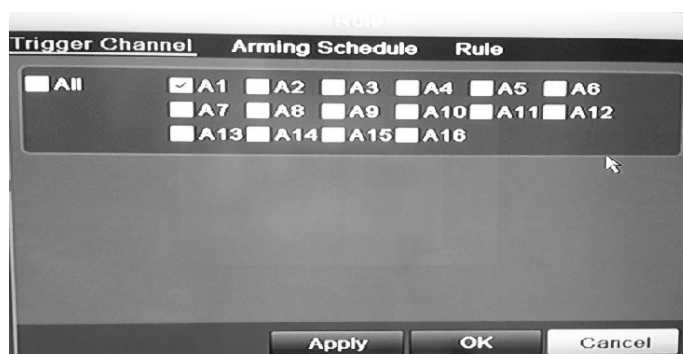 Rule
Trigger Channel Arming Schedule Rule
All A1 A2 A3 A4 A5 A6
A7 A8 A9 A10 A11 A12
A13 A14 A15 A16
Apply OK Cancel